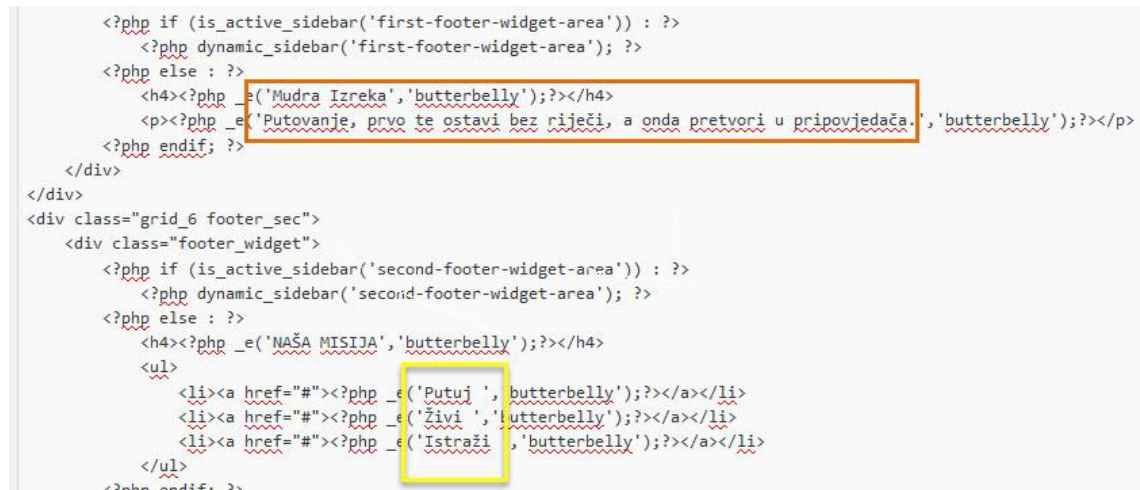 <?php if (is_active_sidebar('first-footer-widget-area')) : ?>
<?php dynamic_sidebar('first-footer-widget-area'); ?>
<?php else : ?>
<h4><?php _e('Mudra Izreka','butterbelly');?></h4>
<p><?php _e('Putovanje, prvo te ostavi bez riječi, a onda pretvori u pripovjedača.','butterbelly');?></p>
<?php endif; ?>
</div>
</div>
<div class="grid_6 footer_sec">
<div class="footer_widget">
<?php if (is_active_sidebar('second-footer-widget-area')) : ?>
<?php dynamic_sidebar('second-footer-widget-area'); ?>
<?php else : ?>
<h4><?php _e('NAŠA MISIJA','butterbelly');?></h4>
<ul>
<li><a href="#"><?php _e('Putuj ','butterbelly');?></a></li>
<li><a href="#"><?php _e('Živi ','butterbelly');?></a></li>
<li><a href="#"><?php _e('Istraži ','butterbelly');?></a></li>
</ul>
<?php endif; ?>